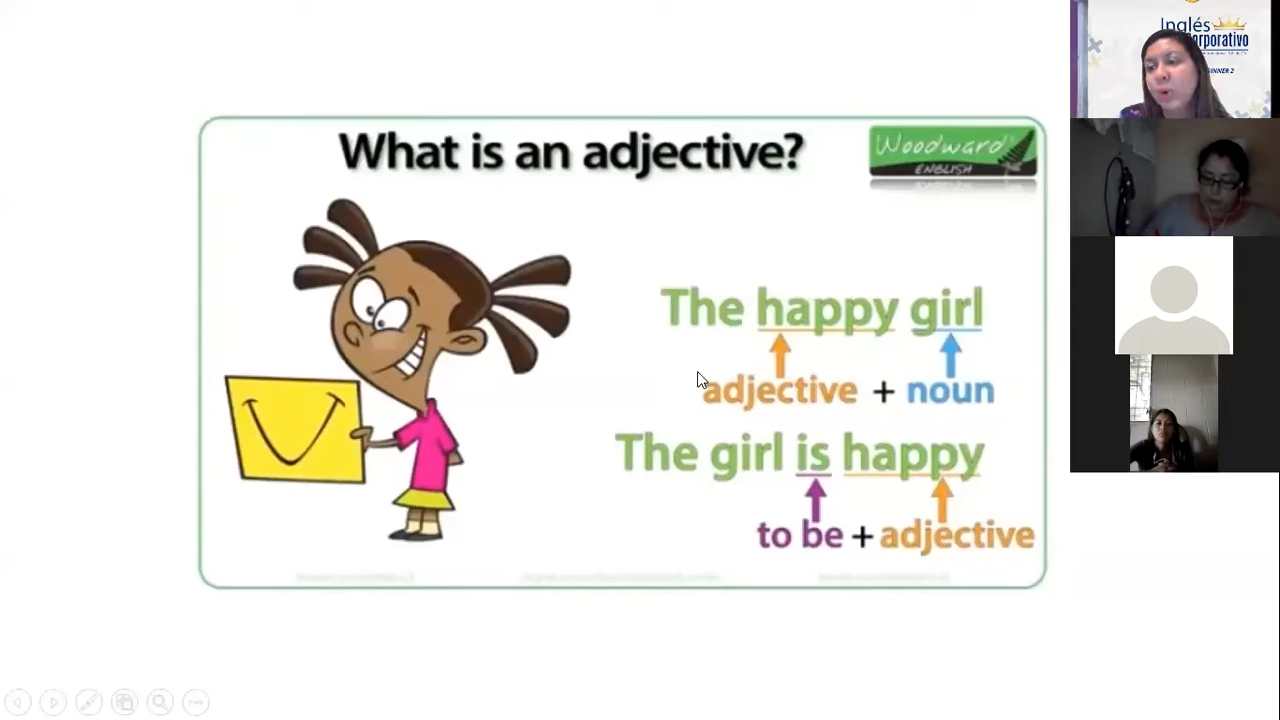 What is an adjective?
Woodward
ENGLISH
The happy girl
adjective + noun
The girl is happy
to be + adjective
Inglés
Corporativo